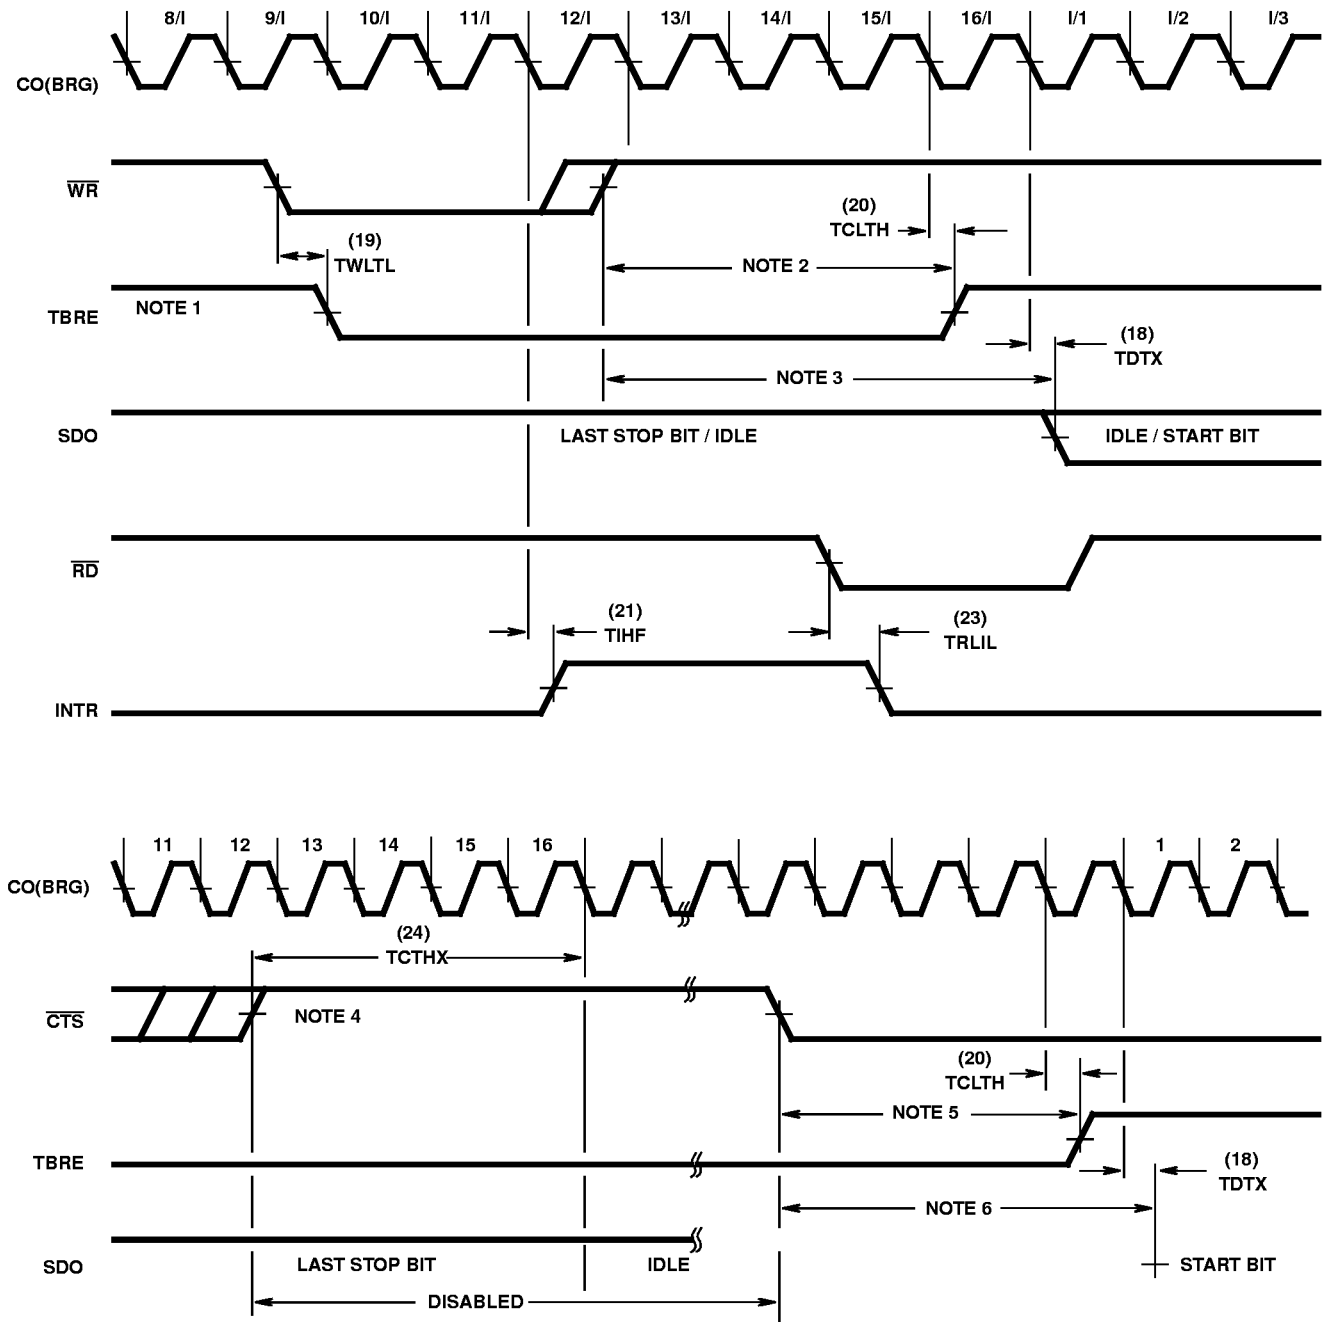 8/I 9/I 10/I 11/I 12/I 13/I 14/I 15/I 16/I I/1 I/2 I/3
CO(BRG)
WR
(20)
TCLTH
(19)
TWLTL
NOTE 2
NOTE 1
TBRE
(18)
TDTX
NOTE 3
SDO
LAST STOP BIT / IDLE
IDLE / START BIT
RD
(21)
TIHF
(23)
TRLIL
INTR
11 12 13 14 15 16 1 2
CO(BRG)
(24)
TCTHX
CTS
NOTE 4
(20)
TCLTH
NOTE 5
TBRE
(18)
TDTX
NOTE 6
SDO
LAST STOP BIT
IDLE
START BIT
DISABLED